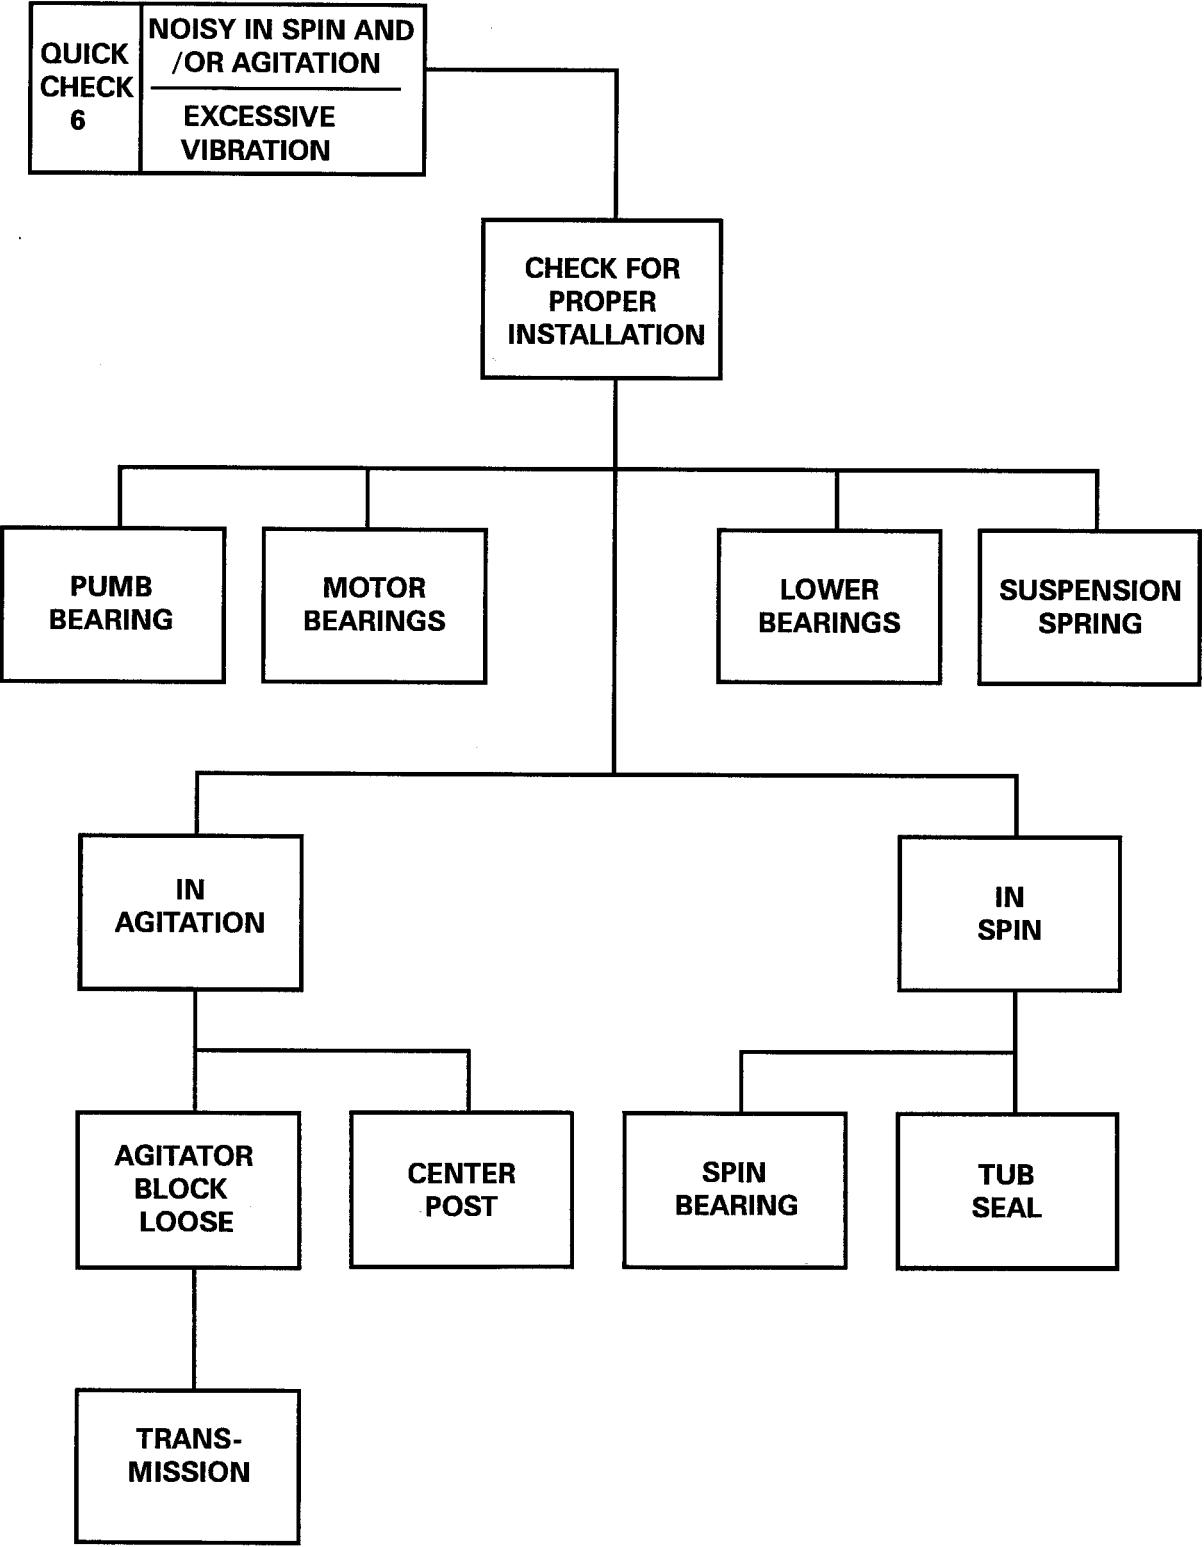 QUICK
CHECK
6
NOISY IN SPIN AND
/OR AGITATION
EXCESSIVE
VIBRATION
CHECK FOR
PROPER
INSTALLATION
PUMB
BEARING
MOTOR
BEARINGS
LOWER
BEARINGS
SUSPENSION
SPRING
IN
AGITATION
IN
SPIN
AGITATOR
BLOCK
LOOSE
CENTER
POST
SPIN
BEARING
TUB
SEAL
TRANS-
MISSION